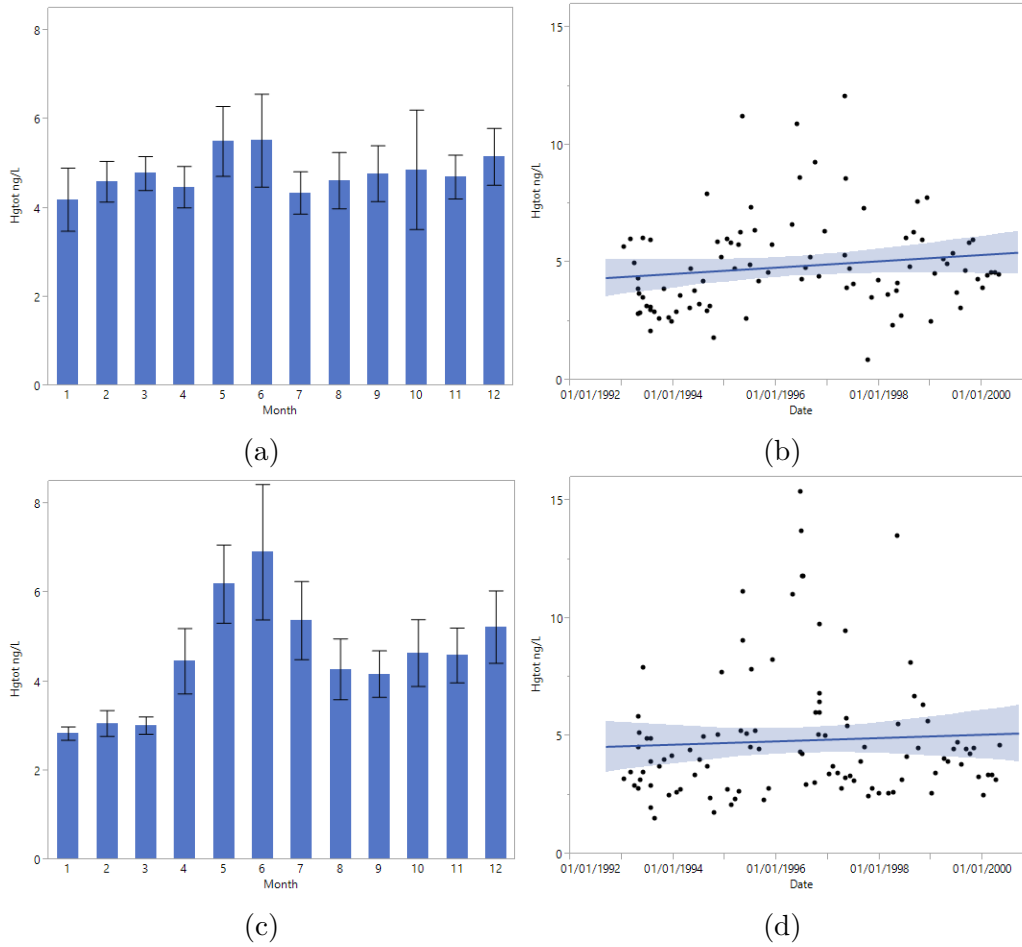 8
6
4
2
0
Hgtot ng/L
1 2 3 4 5 6 7 8 9 10 11 12
Month
(a)
15
10
5
0
Hgtot ng/L
01/01/1992 01/01/1994 01/01/1996 01/01/1998 01/01/2000
Date
(b)
8
6
4
2
0
Hgtot ng/L
1 2 3 4 5 6 7 8 9 10 11 12
Month
(c)
15
10
5
0
Hgtot ng/L
01/01/1992 01/01/1994 01/01/1996 01/01/1998 01/01/2000
Date
(d)